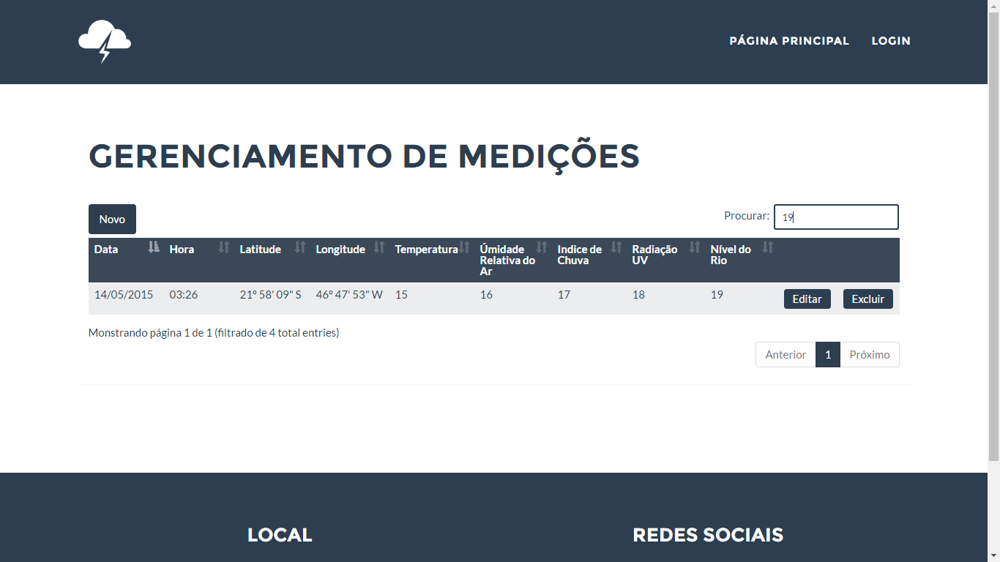 PÁGINA PRINCIPAL LOGIN
GERENCIAMENTO DE MEDIÇÕES
Novo Procurar: 19
Data Hora Latitude Longitude Temperatura Úmidade Relativa do Ar Indice de Chuva Radiação UV Nível do Rio
14/05/2015 03:26 21º 58' 09" S 46º 47' 53" W 15 16 17 18 19 Editar Excluir
Monstrando página 1 de 1 (filtrado de 4 total entries)
Anterior 1 Próximo
LOCAL REDES SOCIAIS